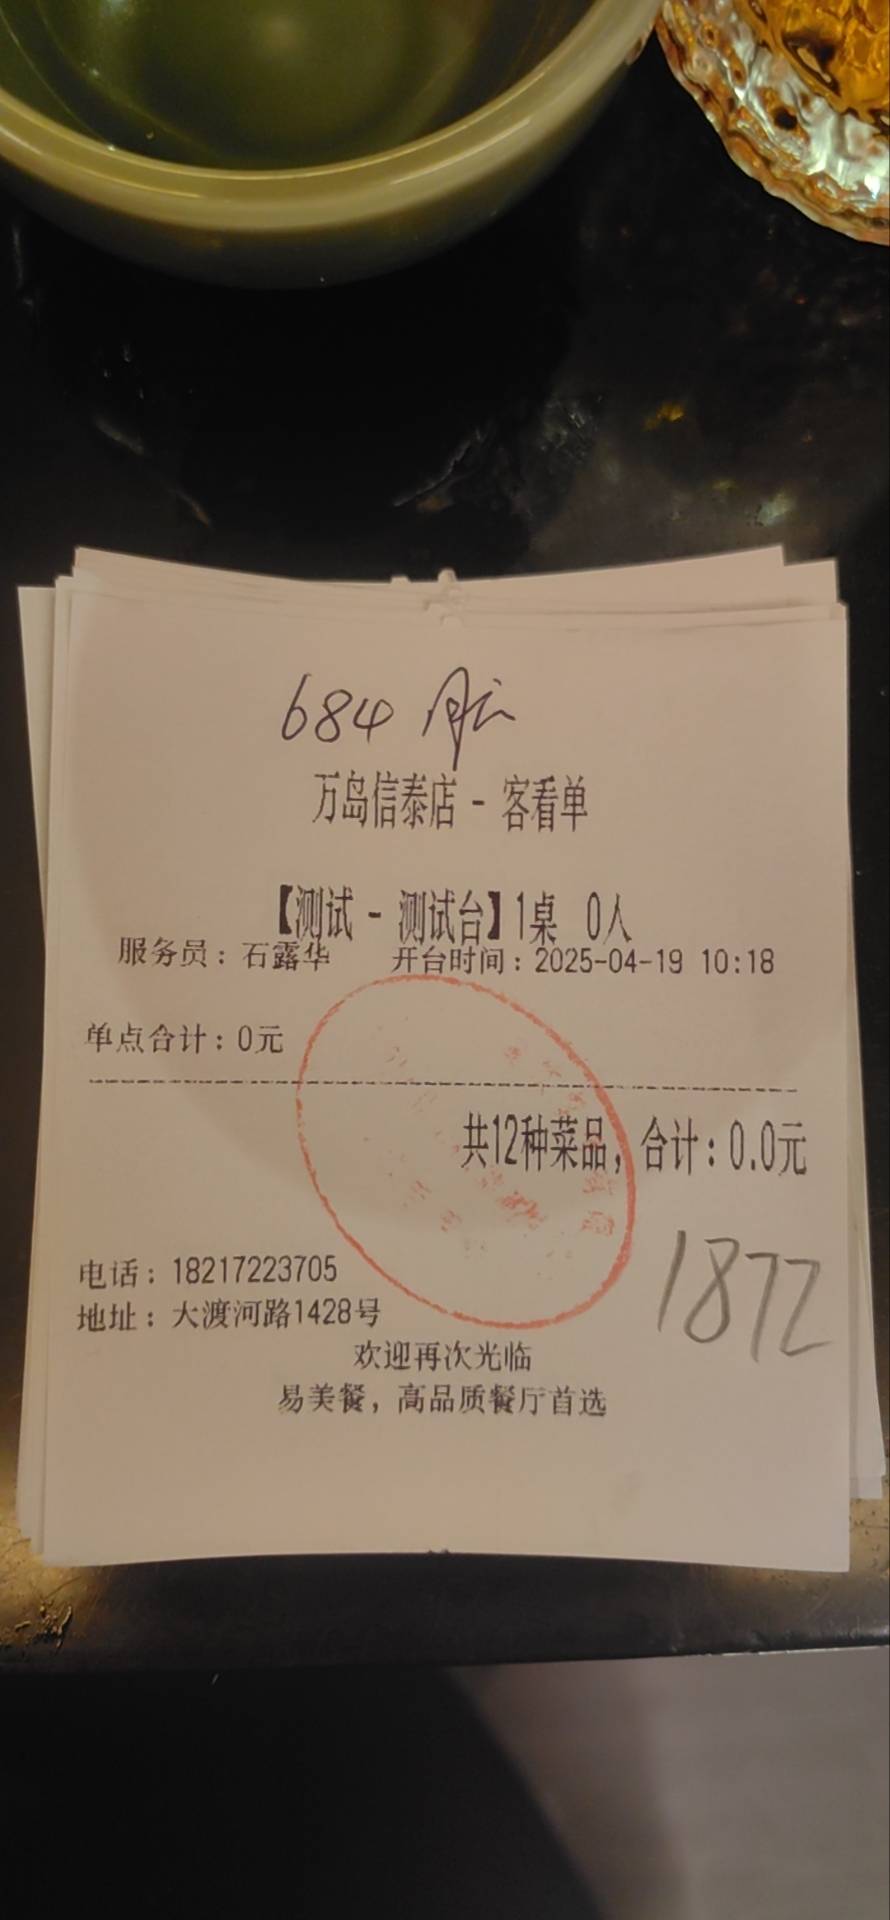 684
万岛信泰店 - 客看单
【测试 - 测试台】1桌 0人
服务员：石露华 开台时间：2025-04-19 10:18
单点合计：0元
共12种菜品，合计：0.0元
1872
电话：18217223705
地址：大渡河路1428号
欢迎再次光临
易美餐，高品质餐厅首选